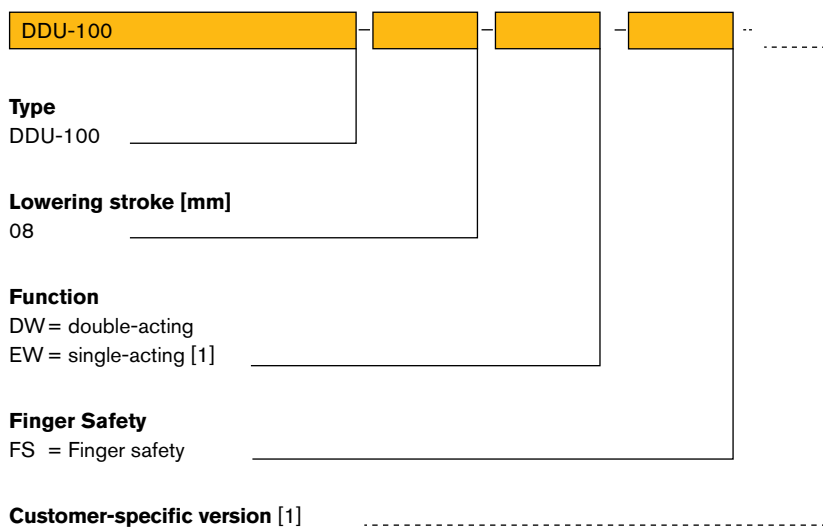 DDU-100
Type
DDU-100
Lowering stroke [mm]
08
Function
DW = double-acting
EW = single-acting [1]
Finger Safety
FS = Finger safety
Customer-specific version [1]